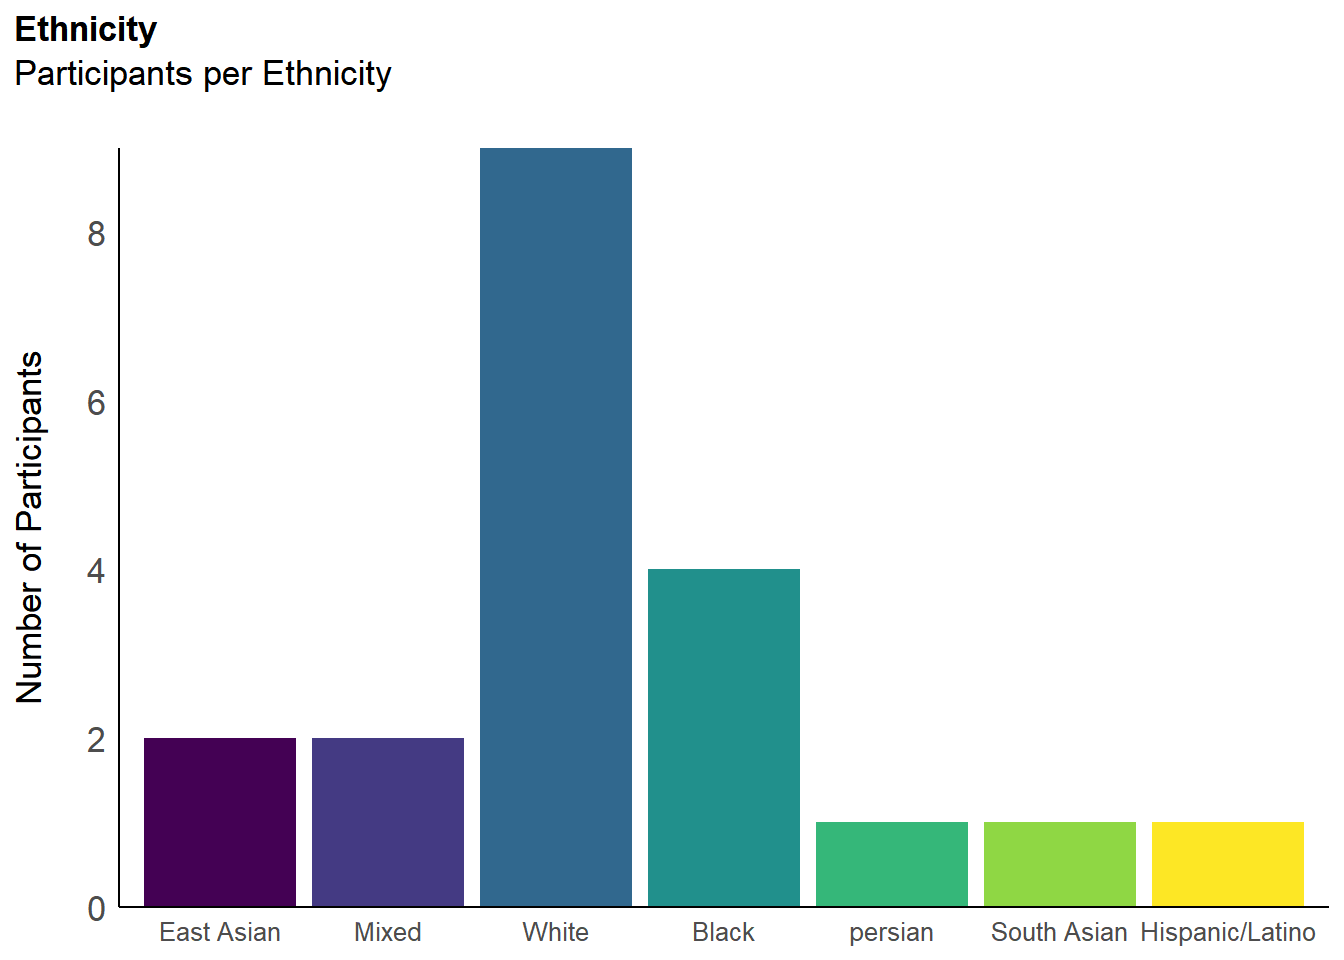 Ethnicity
Participants per Ethnicity
Number of Participants
8
6
4
2
0
East Asian Mixed White Black persian South Asian Hispanic/Latino